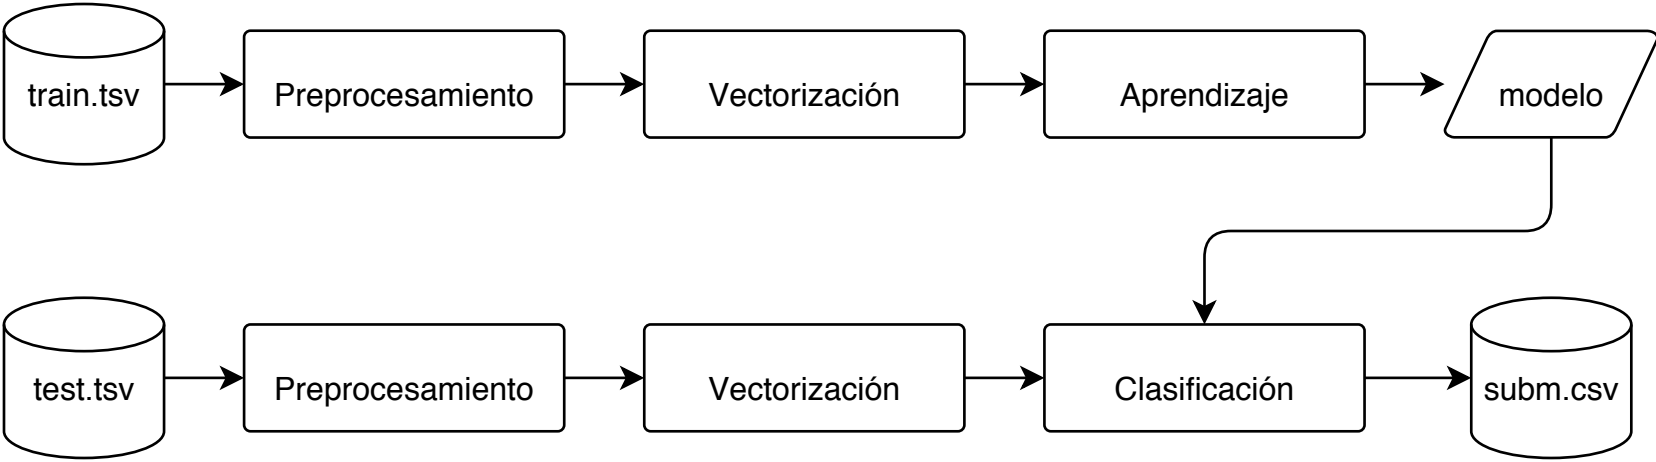 train.tsv
Preprocesamiento
Vectorización
Aprendizaje
modelo
test.tsv
Preprocesamiento
Vectorización
Clasificación
subm.csv